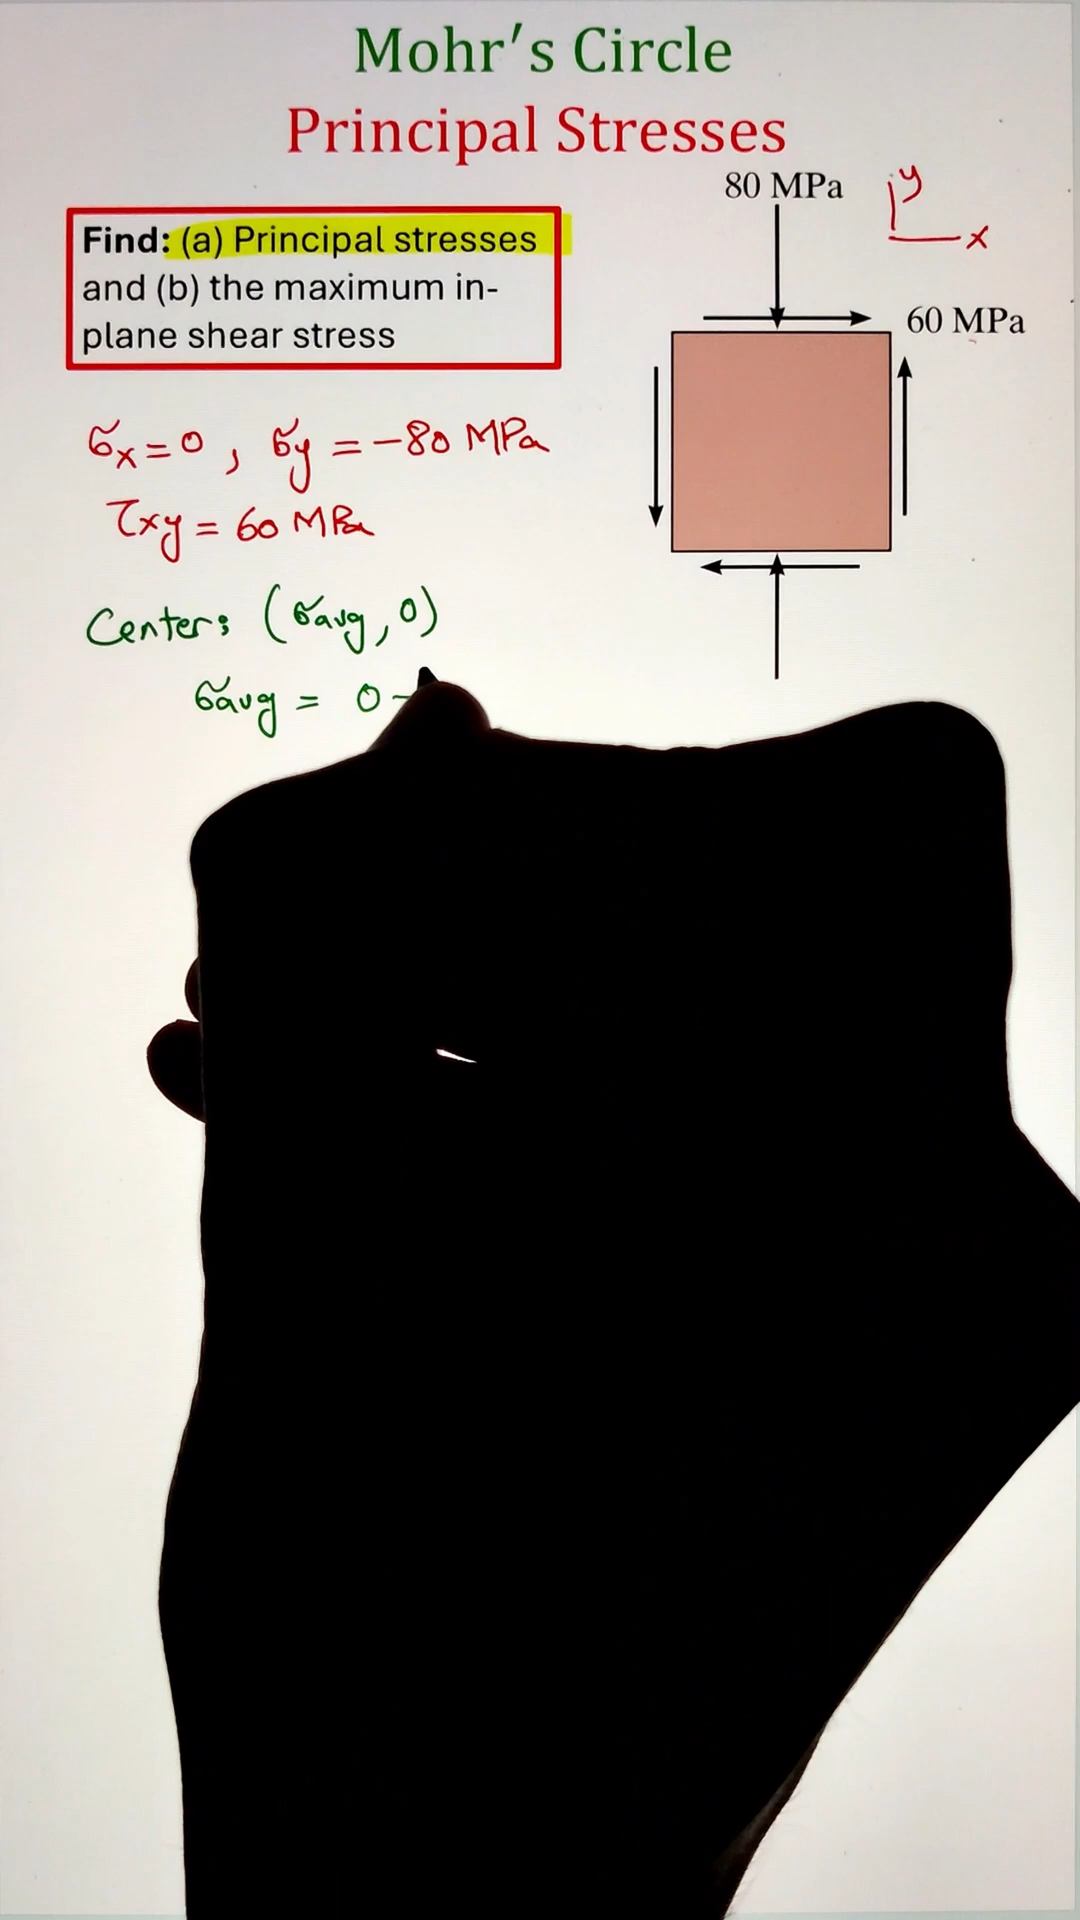 Mohr's Circle
Principal Stresses
80 MPa
y
x
Find: (a) Principal stresses
and (b) the maximum in-
plane shear stress
60 MPa
σx = 0 , σy = -80 MPa
τxy = 60 MPa
Center: (σavg, 0)
σavg = 0 -